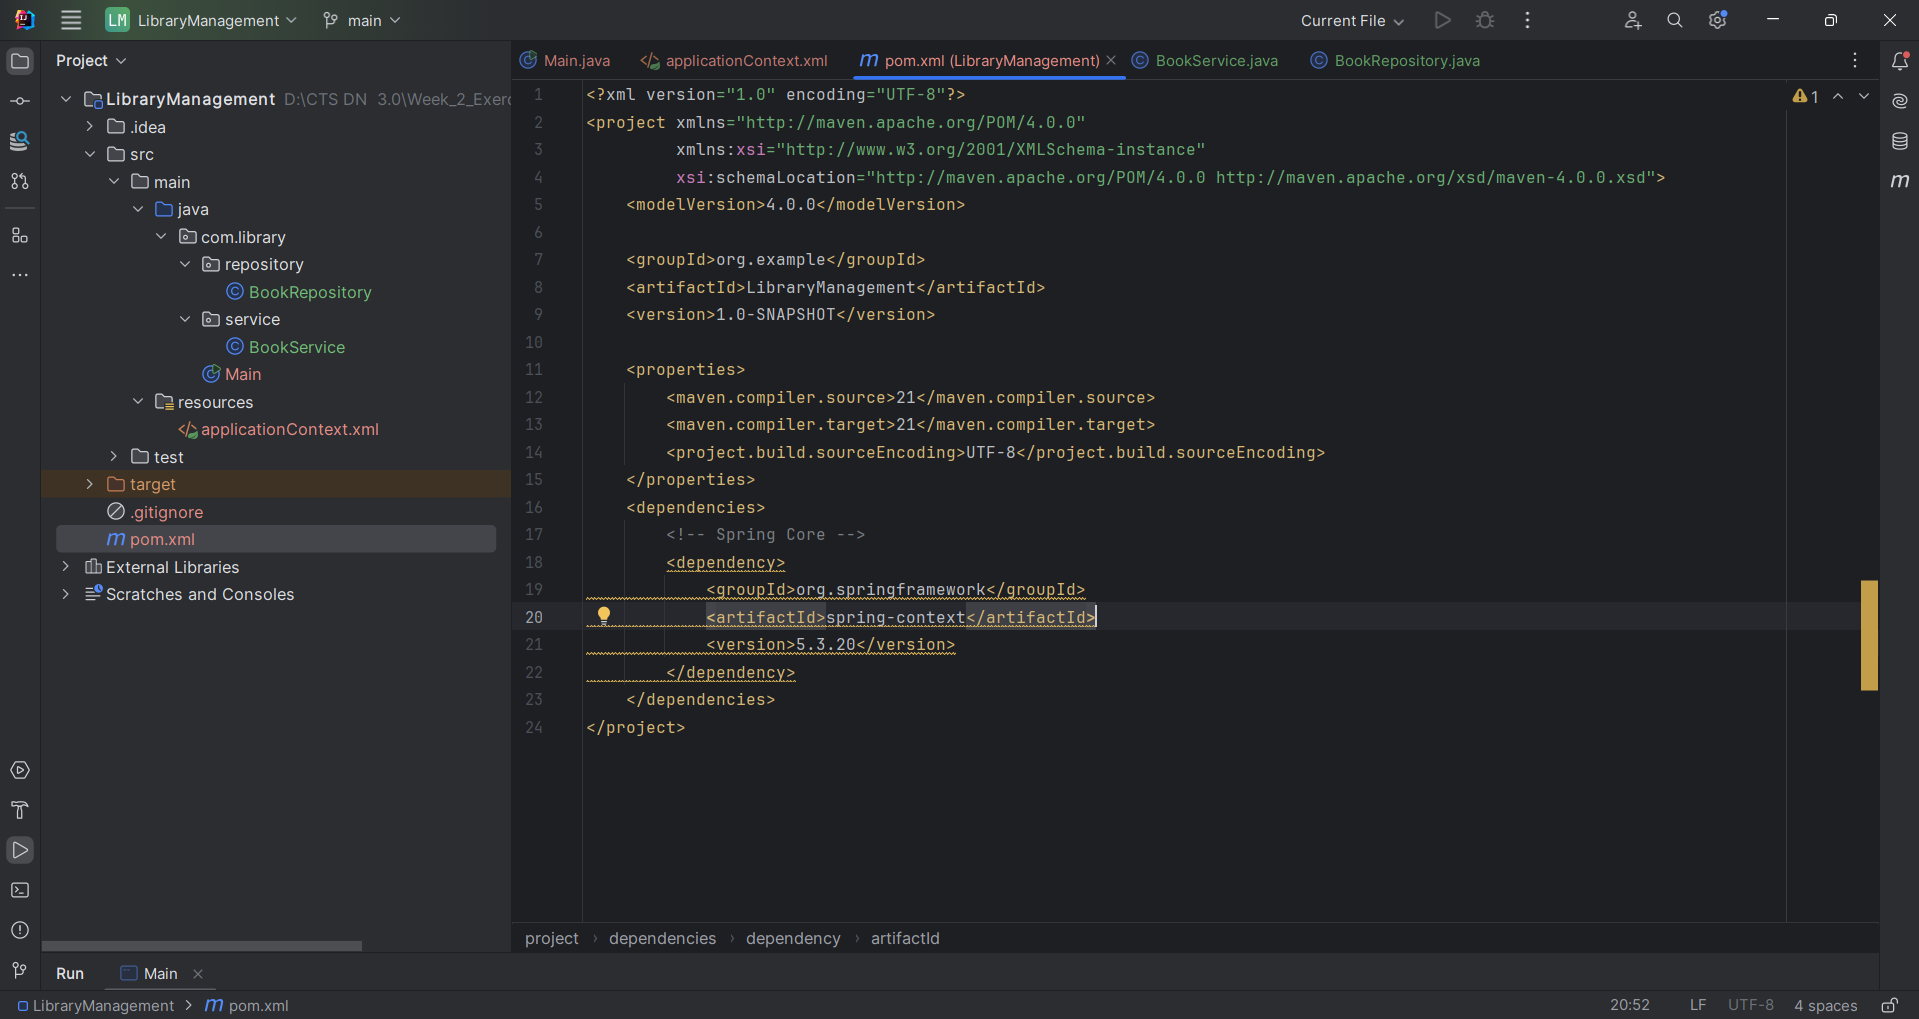 LM LibraryManagement main Current File
Project
LibraryManagement D:\CTS DN 3.0\Week_2_Exerc
.idea
src
main
java
com.library
repository
BookRepository
service
BookService
Main
resources
applicationContext.xml
test
target
.gitignore
pom.xml
External Libraries
Scratches and Consoles
Main.java applicationContext.xml pom.xml (LibraryManagement) BookService.java BookRepository.java
1 <?xml version="1.0" encoding="UTF-8"?>
2 <project xmlns="http://maven.apache.org/POM/4.0.0"
3 xmlns:xsi="http://www.w3.org/2001/XMLSchema-instance"
4 xsi:schemaLocation="http://maven.apache.org/POM/4.0.0 http://maven.apache.org/xsd/maven-4.0.0.xsd">
5 <modelVersion>4.0.0</modelVersion>
6
7 <groupId>org.example</groupId>
8 <artifactId>LibraryManagement</artifactId>
9 <version>1.0-SNAPSHOT</version>
10
11 <properties>
12 <maven.compiler.source>21</maven.compiler.source>
13 <maven.compiler.target>21</maven.compiler.target>
14 <project.build.sourceEncoding>UTF-8</project.build.sourceEncoding>
15 </properties>
16 <dependencies>
17 <!-- Spring Core -->
18 <dependency>
19 <groupId>org.springframework</groupId>
20 <artifactId>spring-context</artifactId>
21 <version>5.3.20</version>
22 </dependency>
23 </dependencies>
24 </project>
1
project › dependencies › dependency › artifactId
Run Main
LibraryManagement > m pom.xml 20:52 LF UTF-8 4 spaces